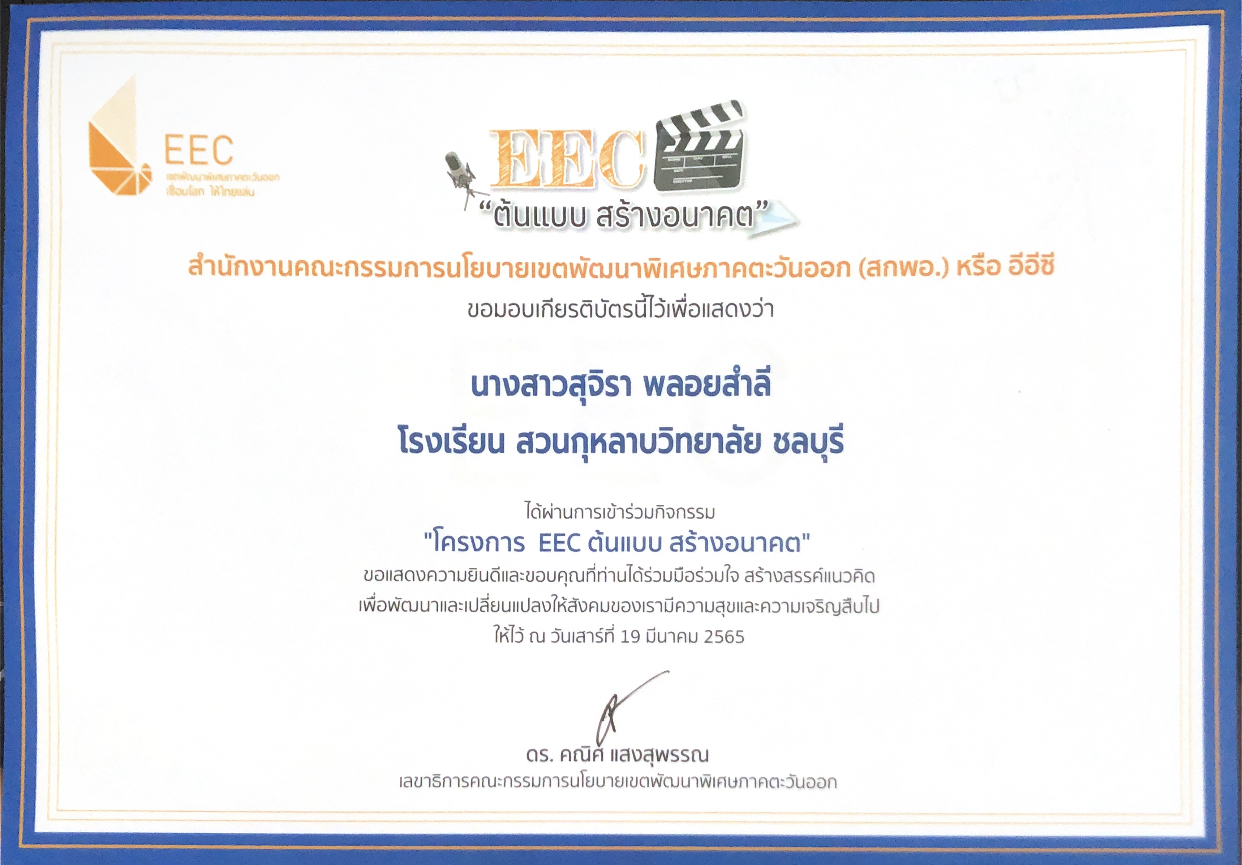 EEC
เขตพัฒนาพิเศษภาคตะวันออก
เชื่อมโลก ให้ไทยแล่น
EEC
“ต้นแบบ สร้างอนาคต”
สำนักงานคณะกรรมการนโยบายเขตพัฒนาพิเศษภาคตะวันออก (สกพอ.) หรือ อีอีซี
ขอมอบเกียรติบัตรนี้ไว้เพื่อแสดงว่า
นางสาวสุจิรา พลอยสำลี
โรงเรียน สวนกุหลาบวิทยาลัย ชลบุรี
ได้ผ่านการเข้าร่วมกิจกรรม
"โครงการ EEC ต้นแบบ สร้างอนาคต"
ขอแสดงความยินดีและขอบคุณที่ท่านได้ร่วมมือร่วมใจ สร้างสรรค์แนวคิด
เพื่อพัฒนาและเปลี่ยนแปลงให้สังคมของเรามีความสุขและความเจริญสืบไป
ให้ไว้ ณ วันเสาร์ที่ 19 มีนาคม 2565
ดร. คณิศ แสงสุพรรณ
เลขาธิการคณะกรรมการนโยบายเขตพัฒนาพิเศษภาคตะวันออก